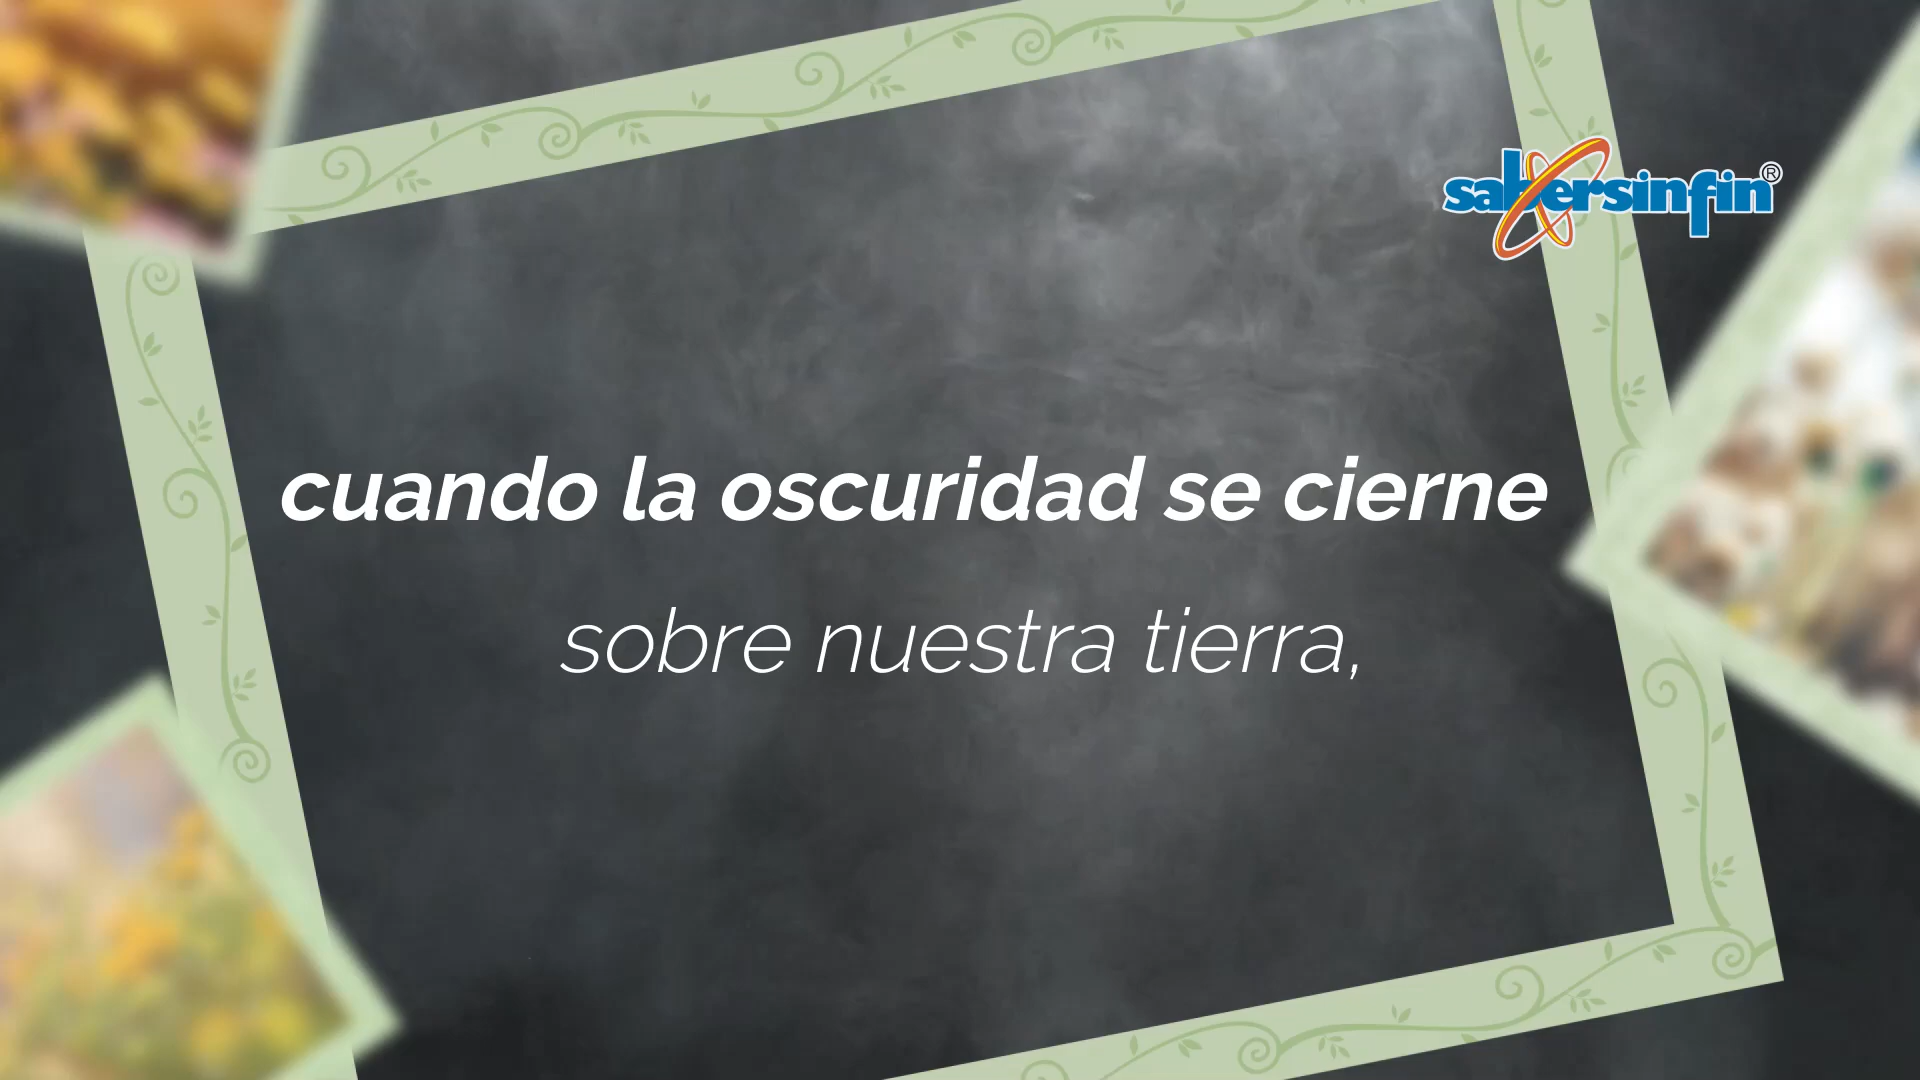 sabersinfin®
cuando la oscuridad se cierne
sobre nuestra tierra,